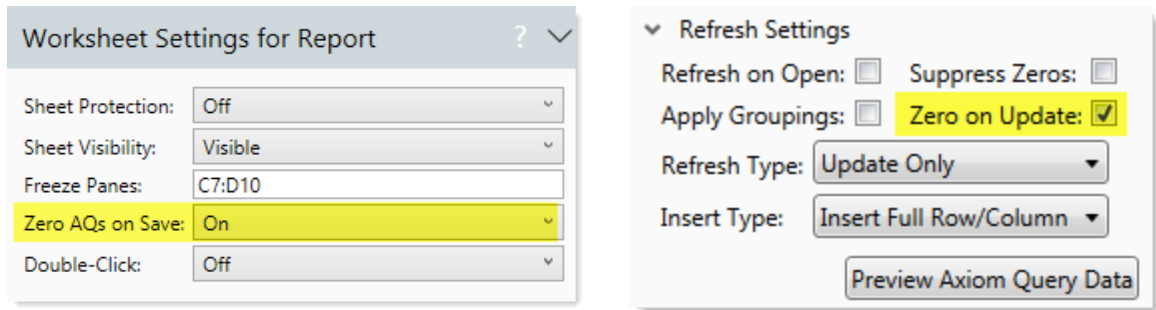 Worksheet Settings for Report ?
Sheet Protection: Off
Sheet Visibility: Visible
Freeze Panes: C7:D10
Zero AQs on Save: On
Double-Click: Off
Refresh Settings
Refresh on Open: Suppress Zeros:
Apply Groupings: Zero on Update:
Refresh Type: Update Only
Insert Type: Insert Full Row/Column
Preview Axiom Query Data